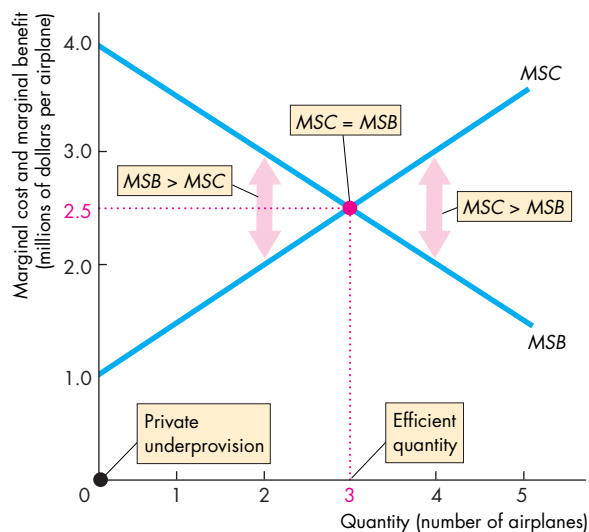 Marginal cost and marginal benefit
(millions of dollars per airplane)
4.0
3.0
2.5
2.0
1.0
0
MSC
MSC = MSB
MSB > MSC
MSC > MSB
MSB
Private
underprovision
Efficient
quantity
1
2
3
4
5
Quantity (number of airplanes)